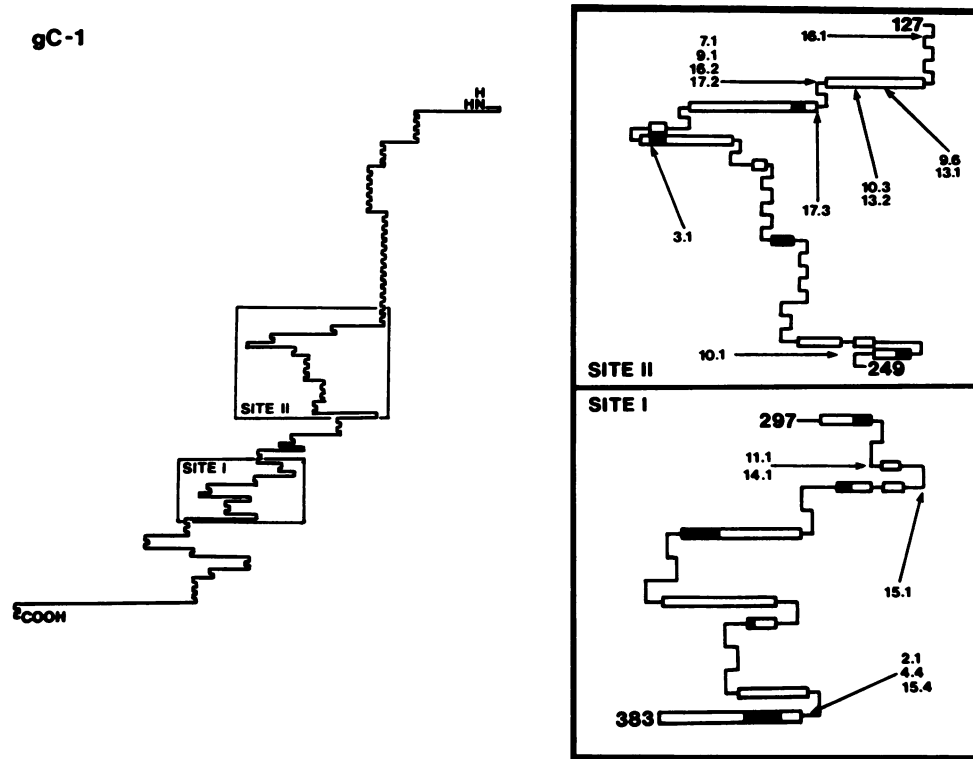 gC-1
H
HN
SITE II
SITE I
COOH
127
16.1
7.1
9.1
16.2
17.2
9.6
13.1
10.3
13.2
17.3
3.1
10.1
249
SITE II
SITE I
297
11.1
14.1
15.1
2.1
4.4
15.4
383